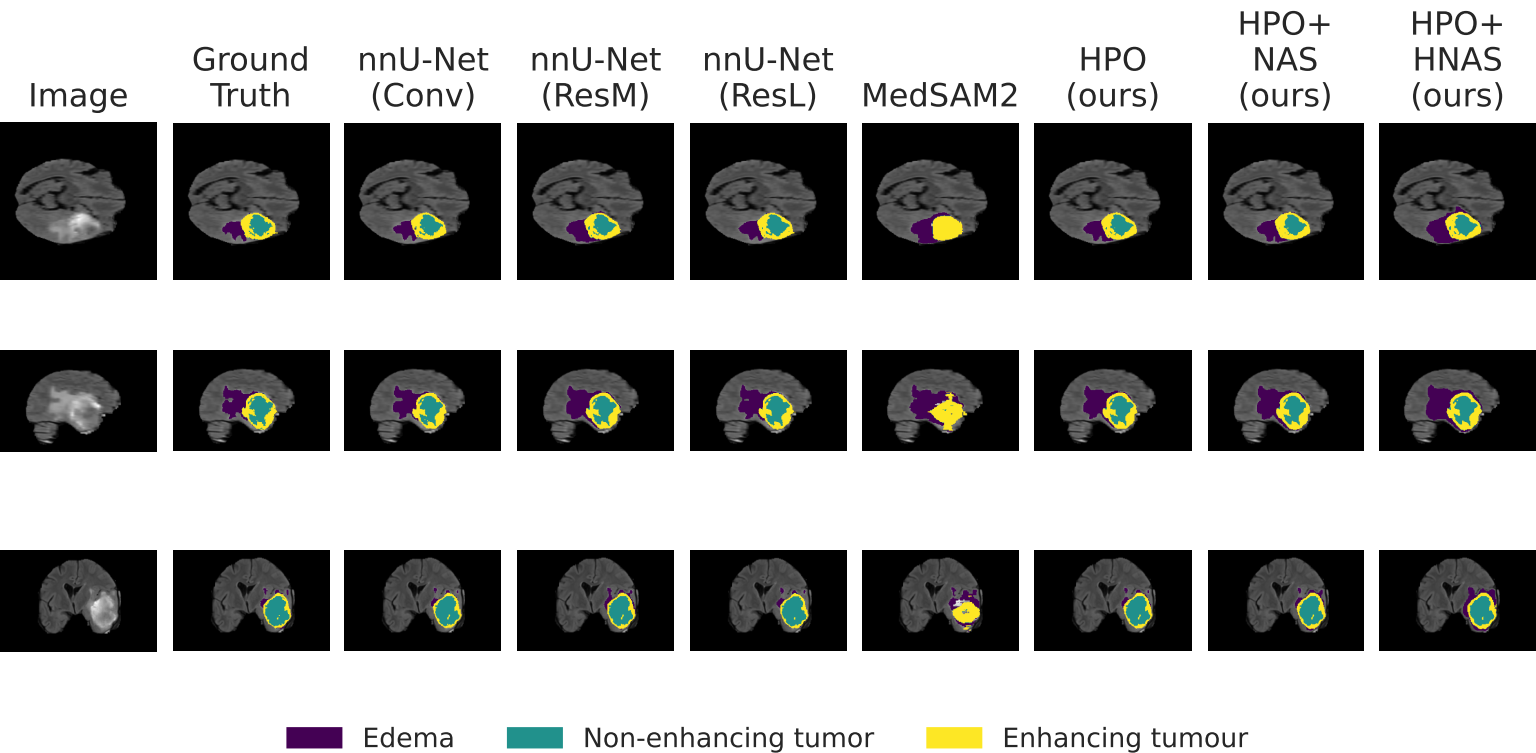 Image
Ground
Truth
nnU-Net
(Conv)
nnU-Net
(ResM)
nnU-Net
(ResL)
MedSAM2
HPO
(ours)
HPO+
NAS
(ours)
HPO+
HNAS
(ours)
Edema
Non-enhancing tumor
Enhancing tumour